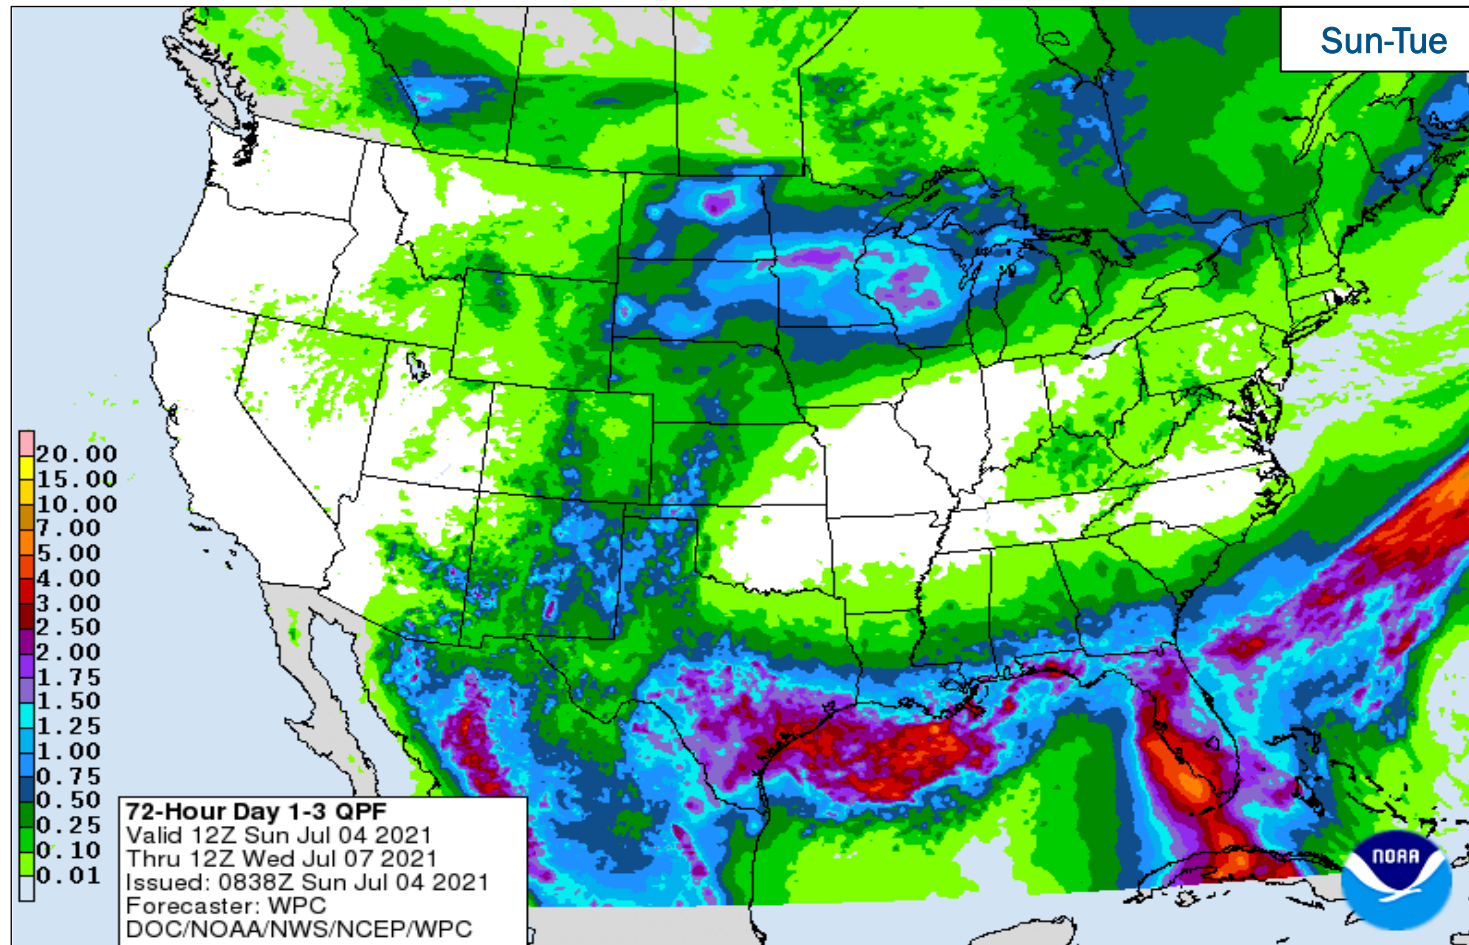 Sun-Tue
20.00
15.00
10.00
7.00
5.00
4.00
3.00
2.50
2.00
1.75
1.50
1.25
1.00
0.75
0.50
0.25
0.10
0.01
72-Hour Day 1-3 QPF
Valid 12Z Sun Jul 04 2021
Thru 12Z Wed Jul 07 2021
Issued: 0838Z Sun Jul 04 2021
Forecaster: WPC
DOC/NOAA/NWS/NCEP/WPC
NOAA